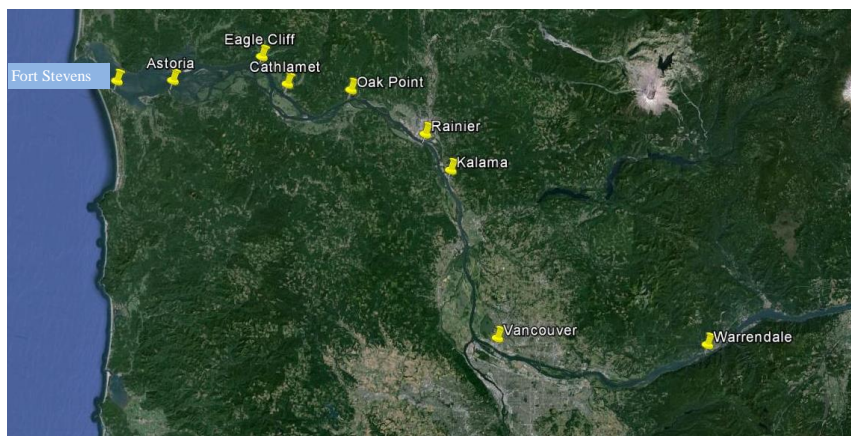 Eagle Cliff
Fort Stevens
Astoria
Cathlamet
Oak Point
Rainier
Kalama
Vancouver
Warrendale